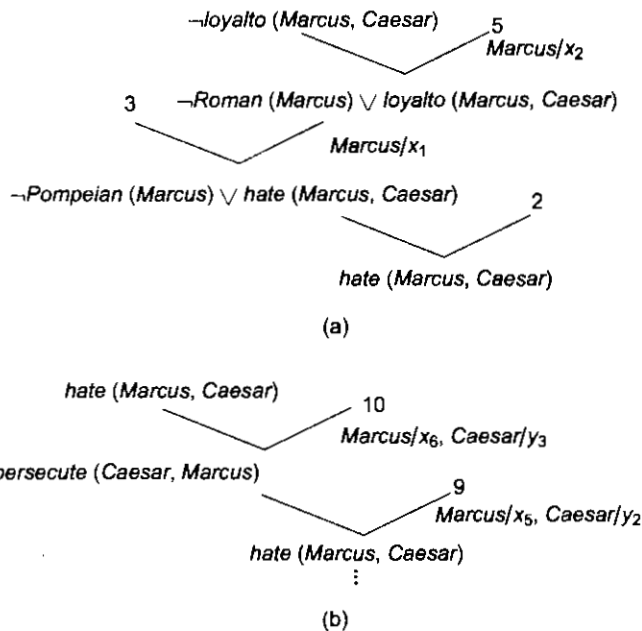 ¬loyalto (Marcus, Caesar)
5
Marcus/x₂
3
¬Roman (Marcus) ∨ loyalto (Marcus, Caesar)
Marcus/x₁
¬Pompeian (Marcus) ∨ hate (Marcus, Caesar)
2
hate (Marcus, Caesar)
(a)
hate (Marcus, Caesar)
10
Marcus/x₆, Caesar/y₃
persecute (Caesar, Marcus)
9
Marcus/x₅, Caesar/y₂
hate (Marcus, Caesar)
⋮
(b)